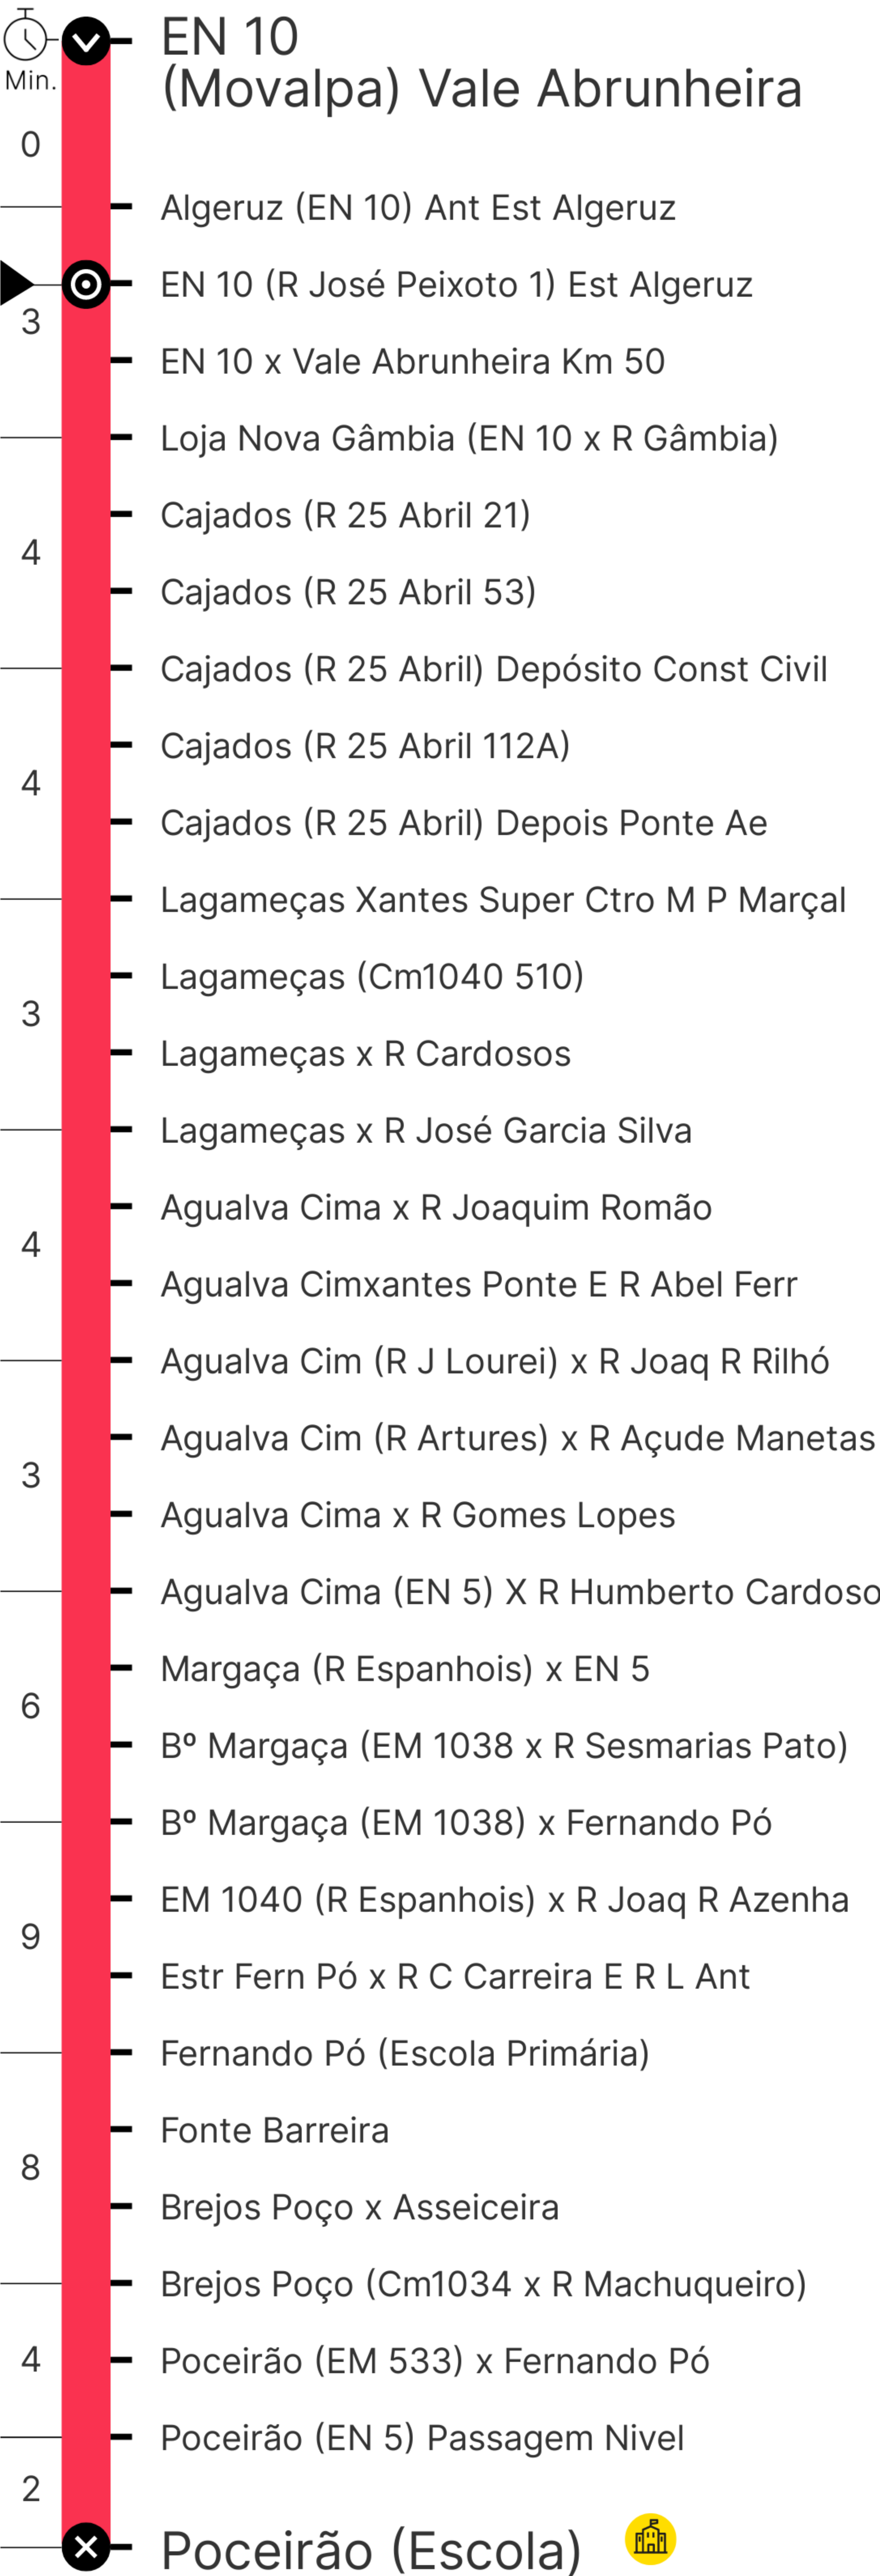 EN 10
(Movalpa) Vale Abrunheira
Min.
0
Algeruz (EN 10) Ant Est Algeruz
EN 10 (R José Peixoto 1) Est Algeruz
3
EN 10 x Vale Abrunheira Km 50
Loja Nova Gâmbia (EN 10 x R Gâmbia)
Cajados (R 25 Abril 21)
4
Cajados (R 25 Abril 53)
Cajados (R 25 Abril) Depósito Const Civil
Cajados (R 25 Abril 112A)
4
Cajados (R 25 Abril) Depois Ponte Ae
Lagameças Xantes Super Ctro M P Marçal
Lagameças (Cm1040 510)
3
Lagameças x R Cardosos
Lagameças x R José Garcia Silva
Agualva Cima x R Joaquim Romão
4
Agualva Cimxantes Ponte E R Abel Ferr
Agualva Cim (R J Lourei) x R Joaq R Rilhó
Agualva Cim (R Artures) x R Açude Manetas
3
Agualva Cima x R Gomes Lopes
Agualva Cima (EN 5) X R Humberto Cardoso
Margaça (R Espanhois) x EN 5
6
Bº Margaça (EM 1038 x R Sesmarias Pato)
Bº Margaça (EM 1038) x Fernando Pó
EM 1040 (R Espanhois) x R Joaq R Azenha
9
Estr Fern Pó x R C Carreira E R L Ant
Fernando Pó (Escola Primária)
Fonte Barreira
8
Brejos Poço x Asseiceira
Brejos Poço (Cm1034 x R Machuqueiro)
4
Poceirão (EM 533) x Fernando Pó
Poceirão (EN 5) Passagem Nivel
2
Poceirão (Escola)